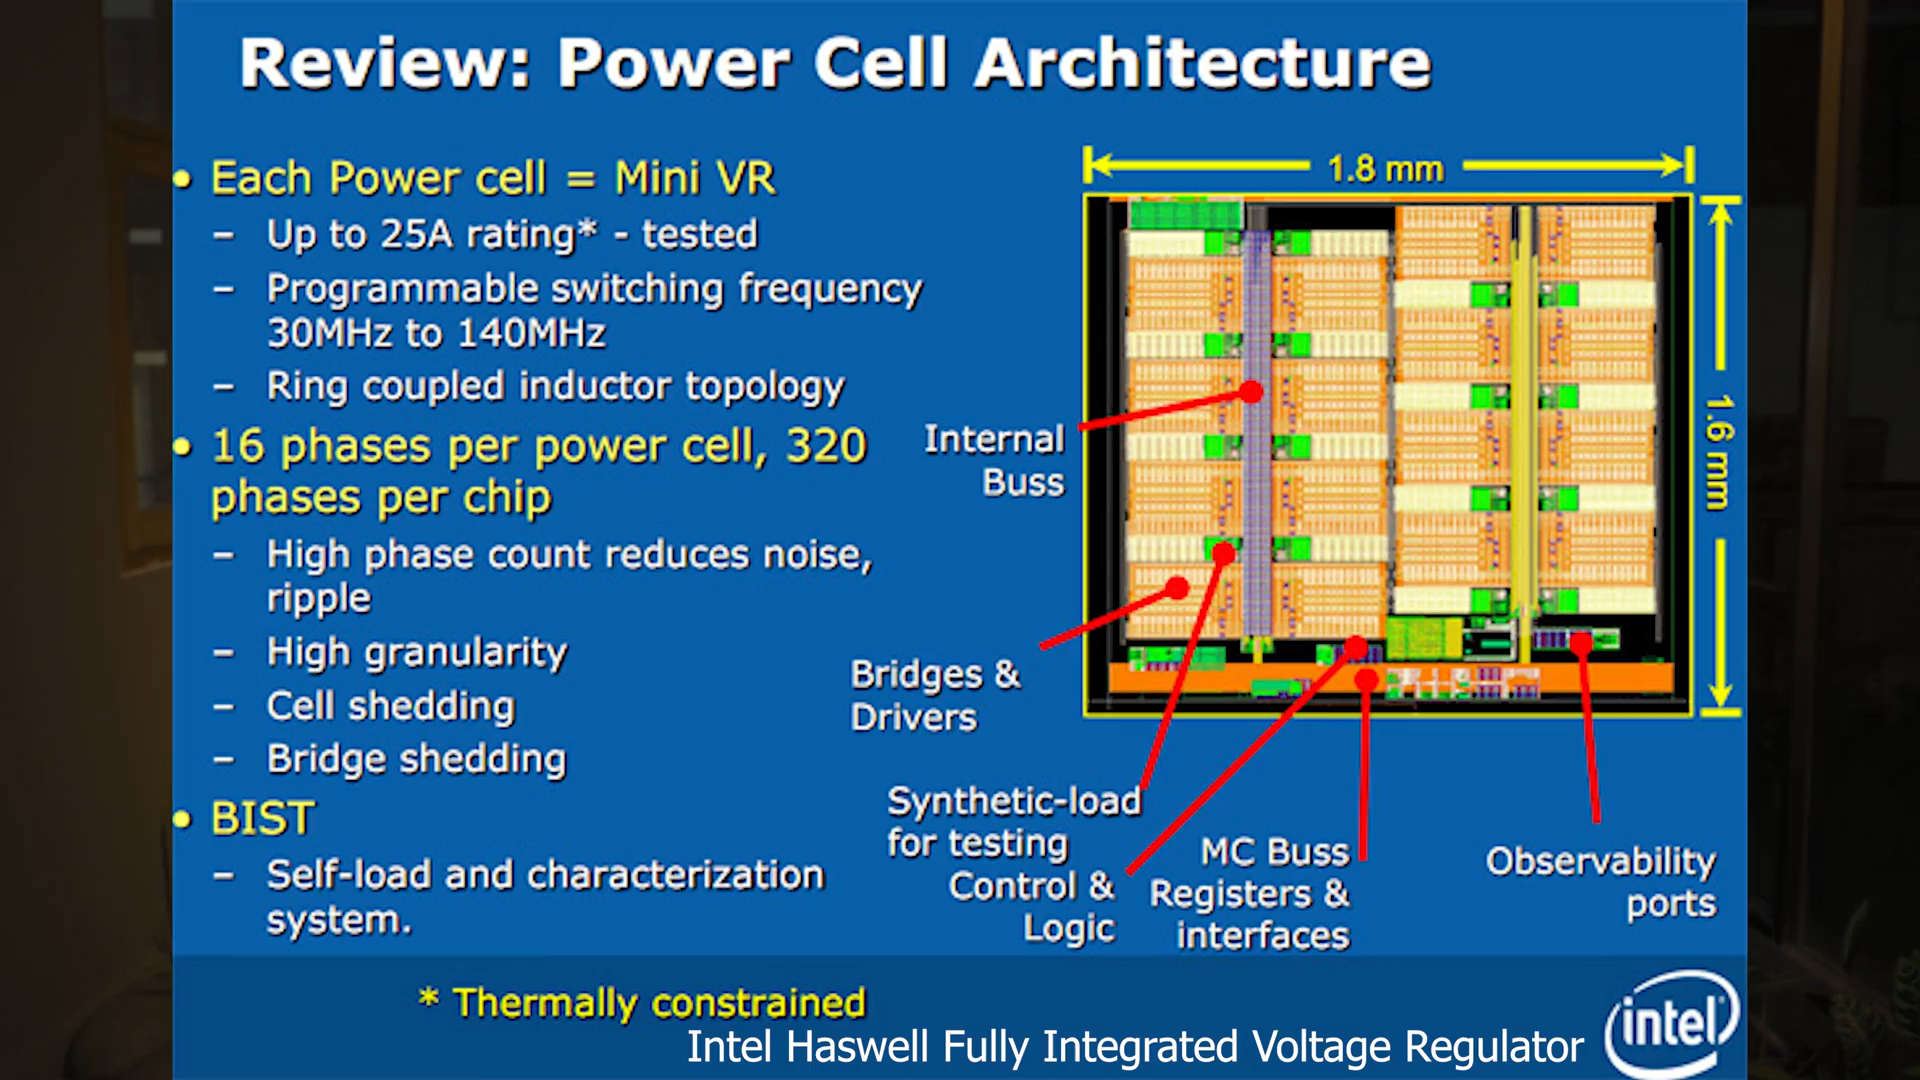 Review: Power Cell Architecture
• Each Power cell = Mini VR
– Up to 25A rating* - tested
– Programmable switching frequency
30MHz to 140MHz
– Ring coupled inductor topology
• 16 phases per power cell, 320
phases per chip
– High phase count reduces noise,
ripple
– High granularity
– Cell shedding
– Bridge shedding
• BIST
– Self-load and characterization
system.
1.8 mm
1.6 mm
Internal
Buss
Bridges &
Drivers
Synthetic-load
for testing
Control &
Logic
MC Buss
Registers &
interfaces
Observability
ports
* Thermally constrained
Intel Haswell Fully Integrated Voltage Regulator
intel